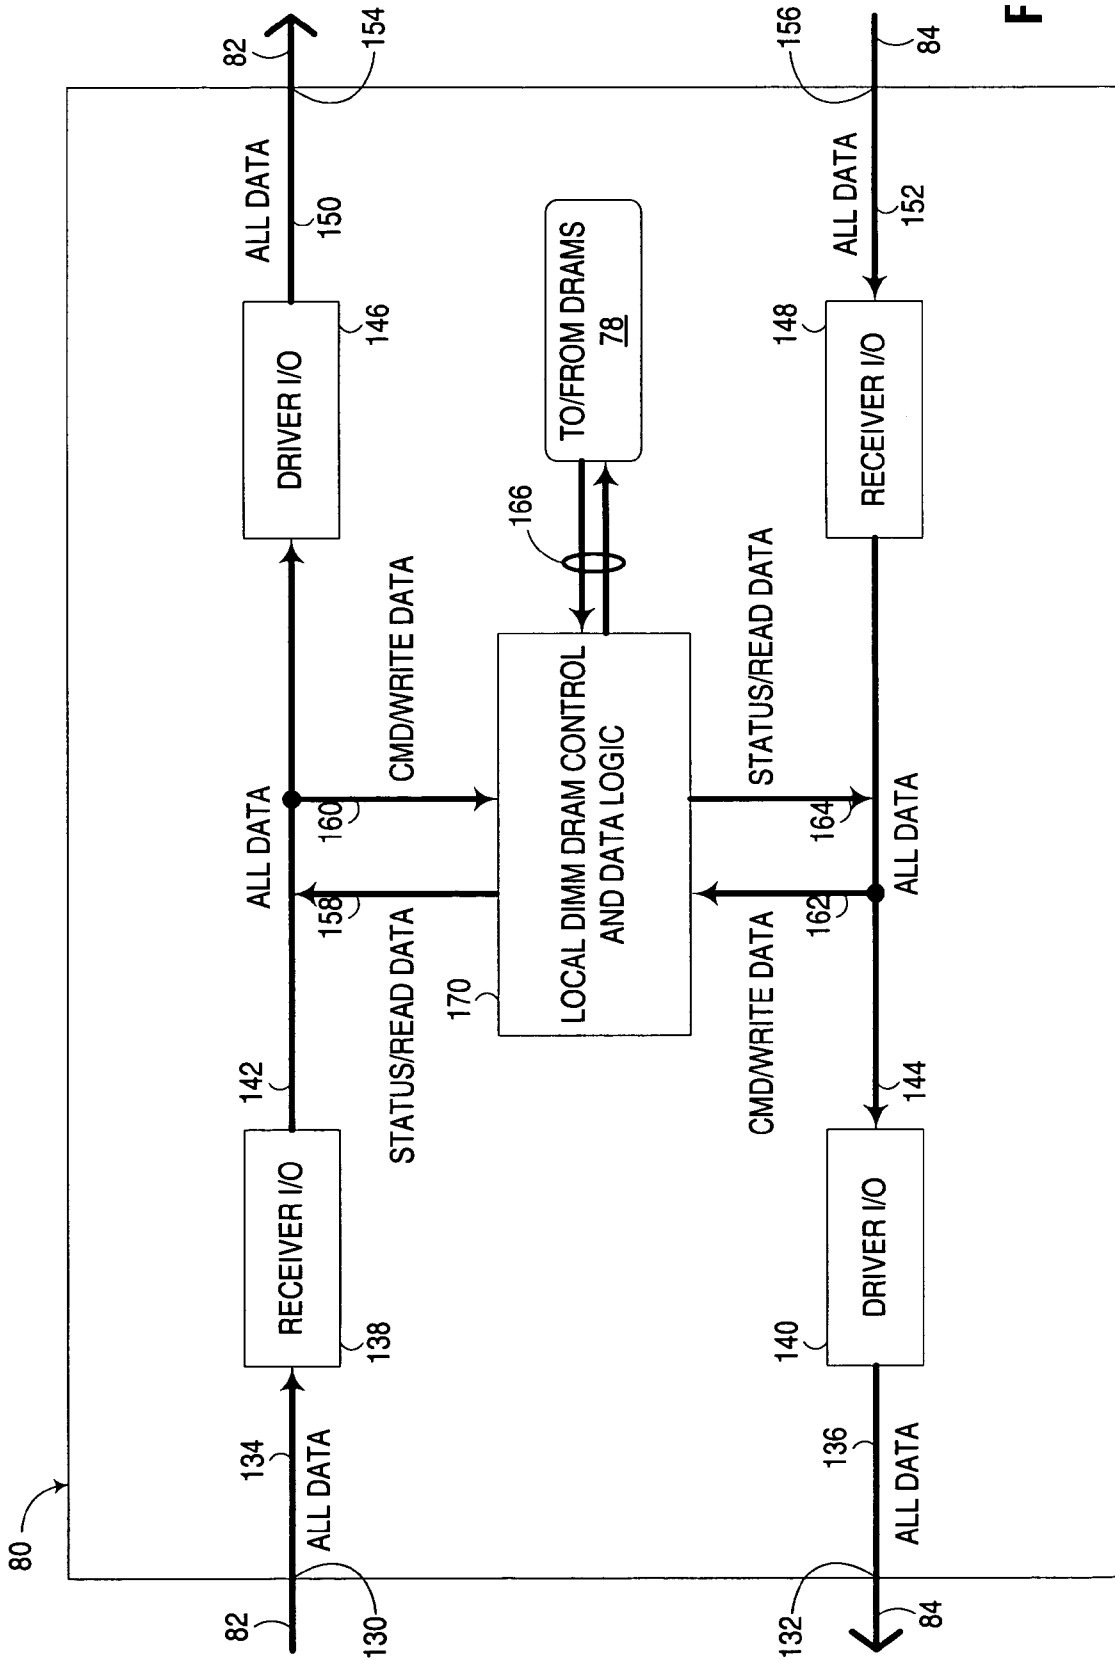 80
82
130
134
ALL DATA
RECEIVER I/O
138
142
ALL DATA
STATUS/READ DATA
158
160
CMD/WRITE DATA
DRIVER I/O
146
ALL DATA
150
82
154
170
LOCAL DIMM DRAM CONTROL
AND DATA LOGIC
166
TO/FROM DRAMS
78
132
84
136
ALL DATA
140
DRIVER I/O
144
CMD/WRITE DATA
162
164
STATUS/READ DATA
ALL DATA
148
RECEIVER I/O
ALL DATA
152
156
84
F